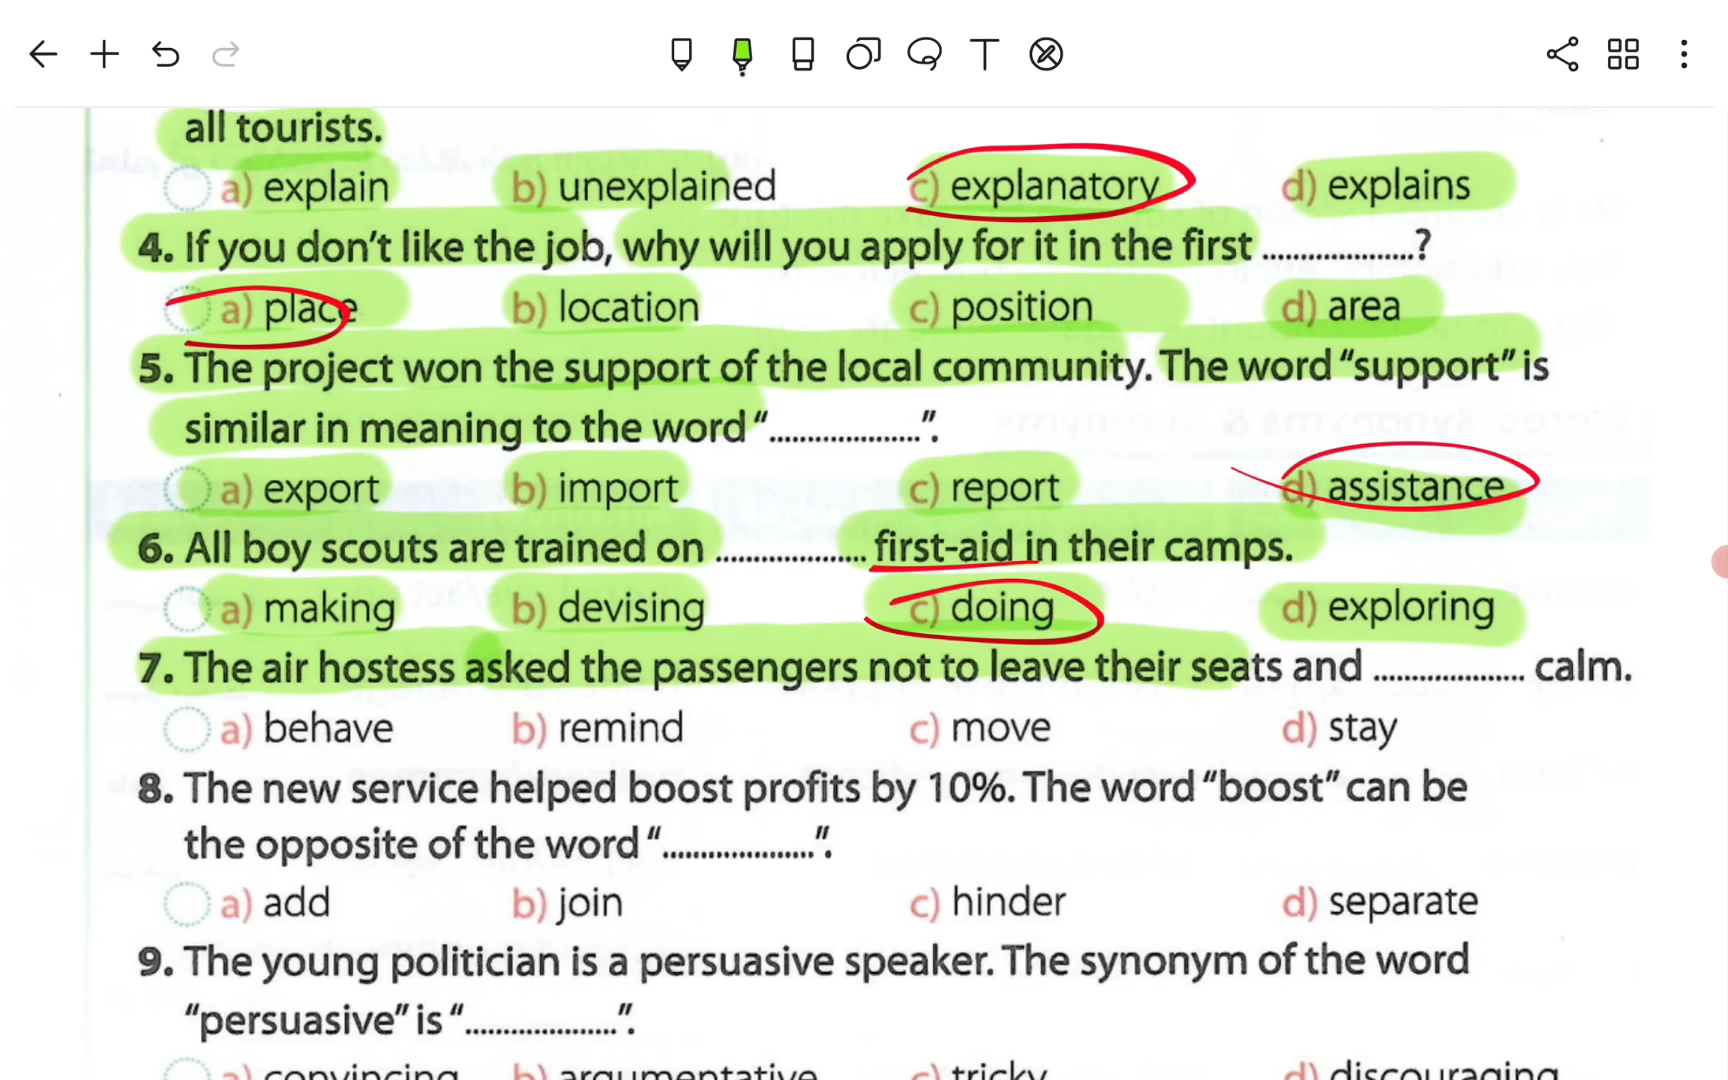 all tourists.
a) explain b) unexplained c) explanatory d) explains
4. If you don't like the job, why will you apply for it in the first ....................?
a) place b) location c) position d) area
5. The project won the support of the local community. The word "support" is
similar in meaning to the word "....................".
a) export b) import c) report d) assistance
6. All boy scouts are trained on .................... first-aid in their camps.
a) making b) devising c) doing d) exploring
7. The air hostess asked the passengers not to leave their seats and .................... calm.
a) behave b) remind c) move d) stay
8. The new service helped boost profits by 10%. The word "boost" can be
the opposite of the word "....................".
a) add b) join c) hinder d) separate
9. The young politician is a persuasive speaker. The synonym of the word
"persuasive" is "....................".
a) convincing b) argumentative c) tricky d) discouraging